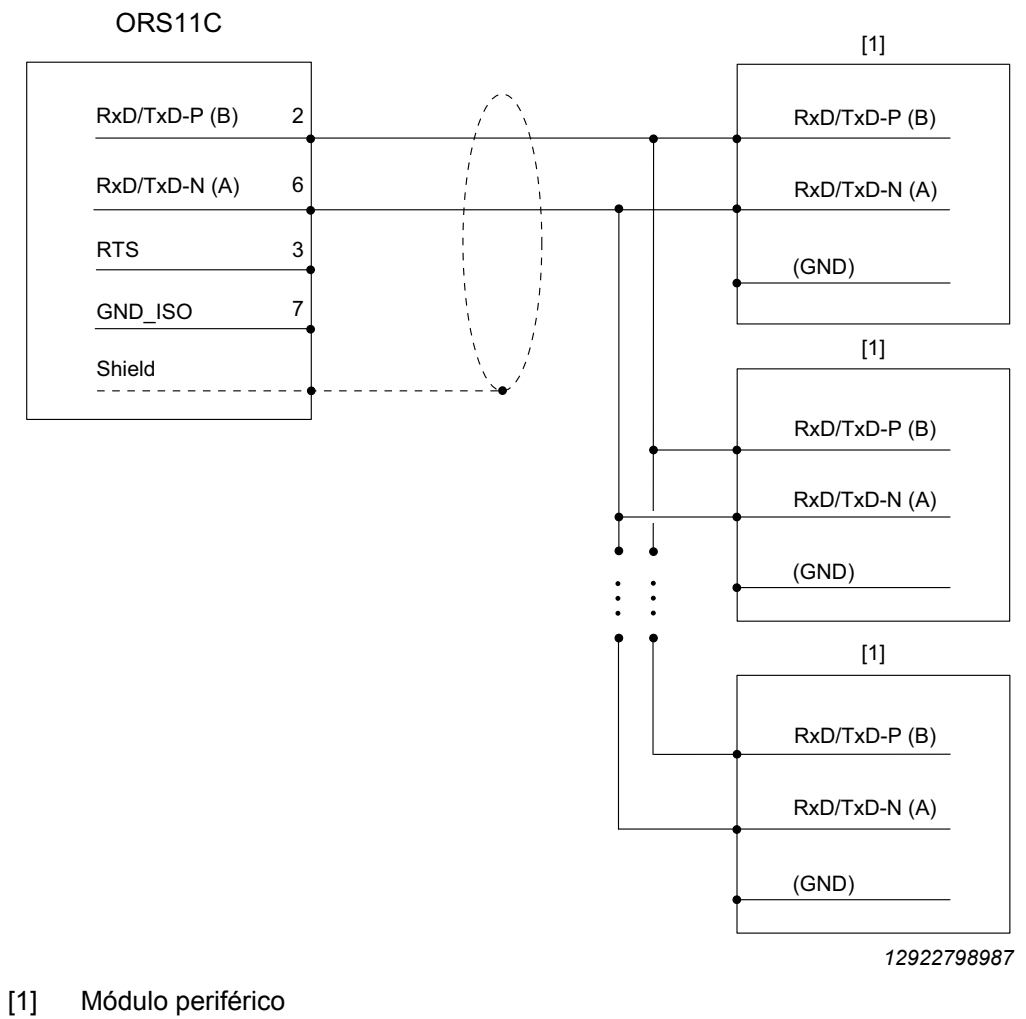 ORS11C
RxD/TxD-P (B) 2
RxD/TxD-N (A) 6
RTS 3
GND_ISO 7
Shield
[1]
RxD/TxD-P (B)
RxD/TxD-N (A)
(GND)
[1]
RxD/TxD-P (B)
RxD/TxD-N (A)
(GND)
[1]
RxD/TxD-P (B)
RxD/TxD-N (A)
(GND)
12922798987
[1] Módulo periférico